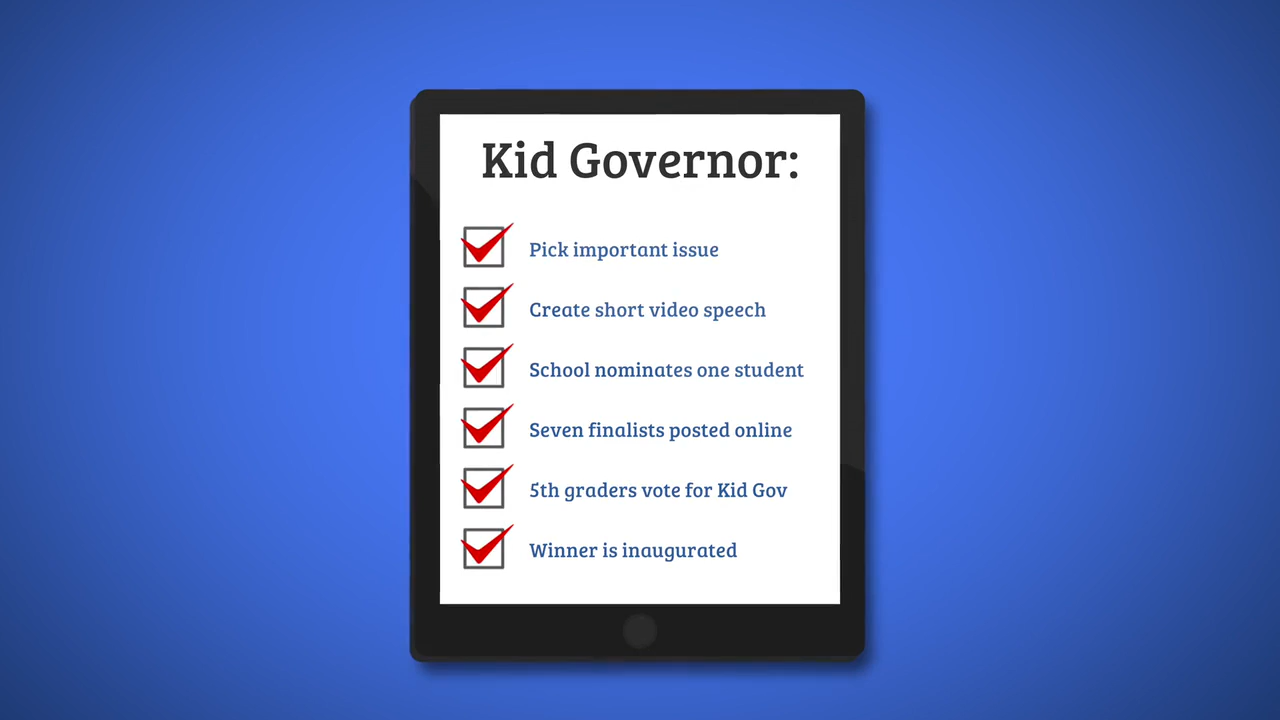 Kid Governor:
Pick important issue
Create short video speech
School nominates one student
Seven finalists posted online
5th graders vote for Kid Gov
Winner is inaugurated